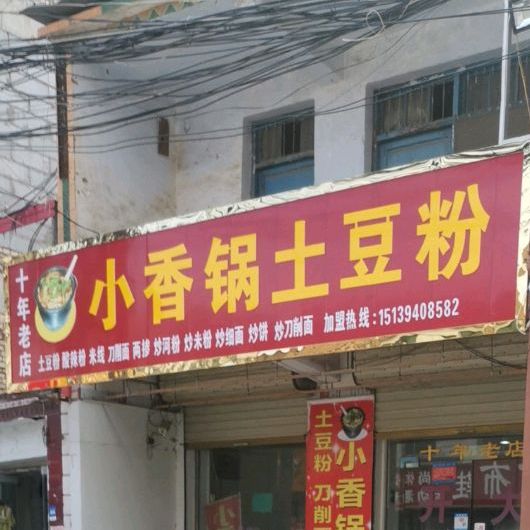 十年老店
小香锅土豆粉
土豆粉 酸辣粉 米线 刀削面 两掺 炒河粉 炒米粉 炒细面 炒饼 炒刀削面 加盟热线:15139408582
土豆粉 刀削
小香锅
十年老店
布鞋